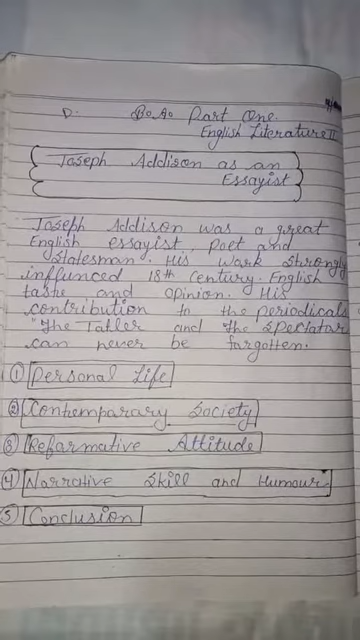 D. B.A. Part One.
English Literature II
Joseph Addison as an
Essayist
Joseph Addison was a great
English essayist, poet and
Statesman. His work strongly
influnced 18th Century. English
taste and opinion. His
contribution to the periodicals
"The Tatler and The Spectator
can never be forgotten.
① Personal Life
② Contemparary Society
③ Reformative Attitude
④ Narrative Skill and Humour
⑤ Conclusion